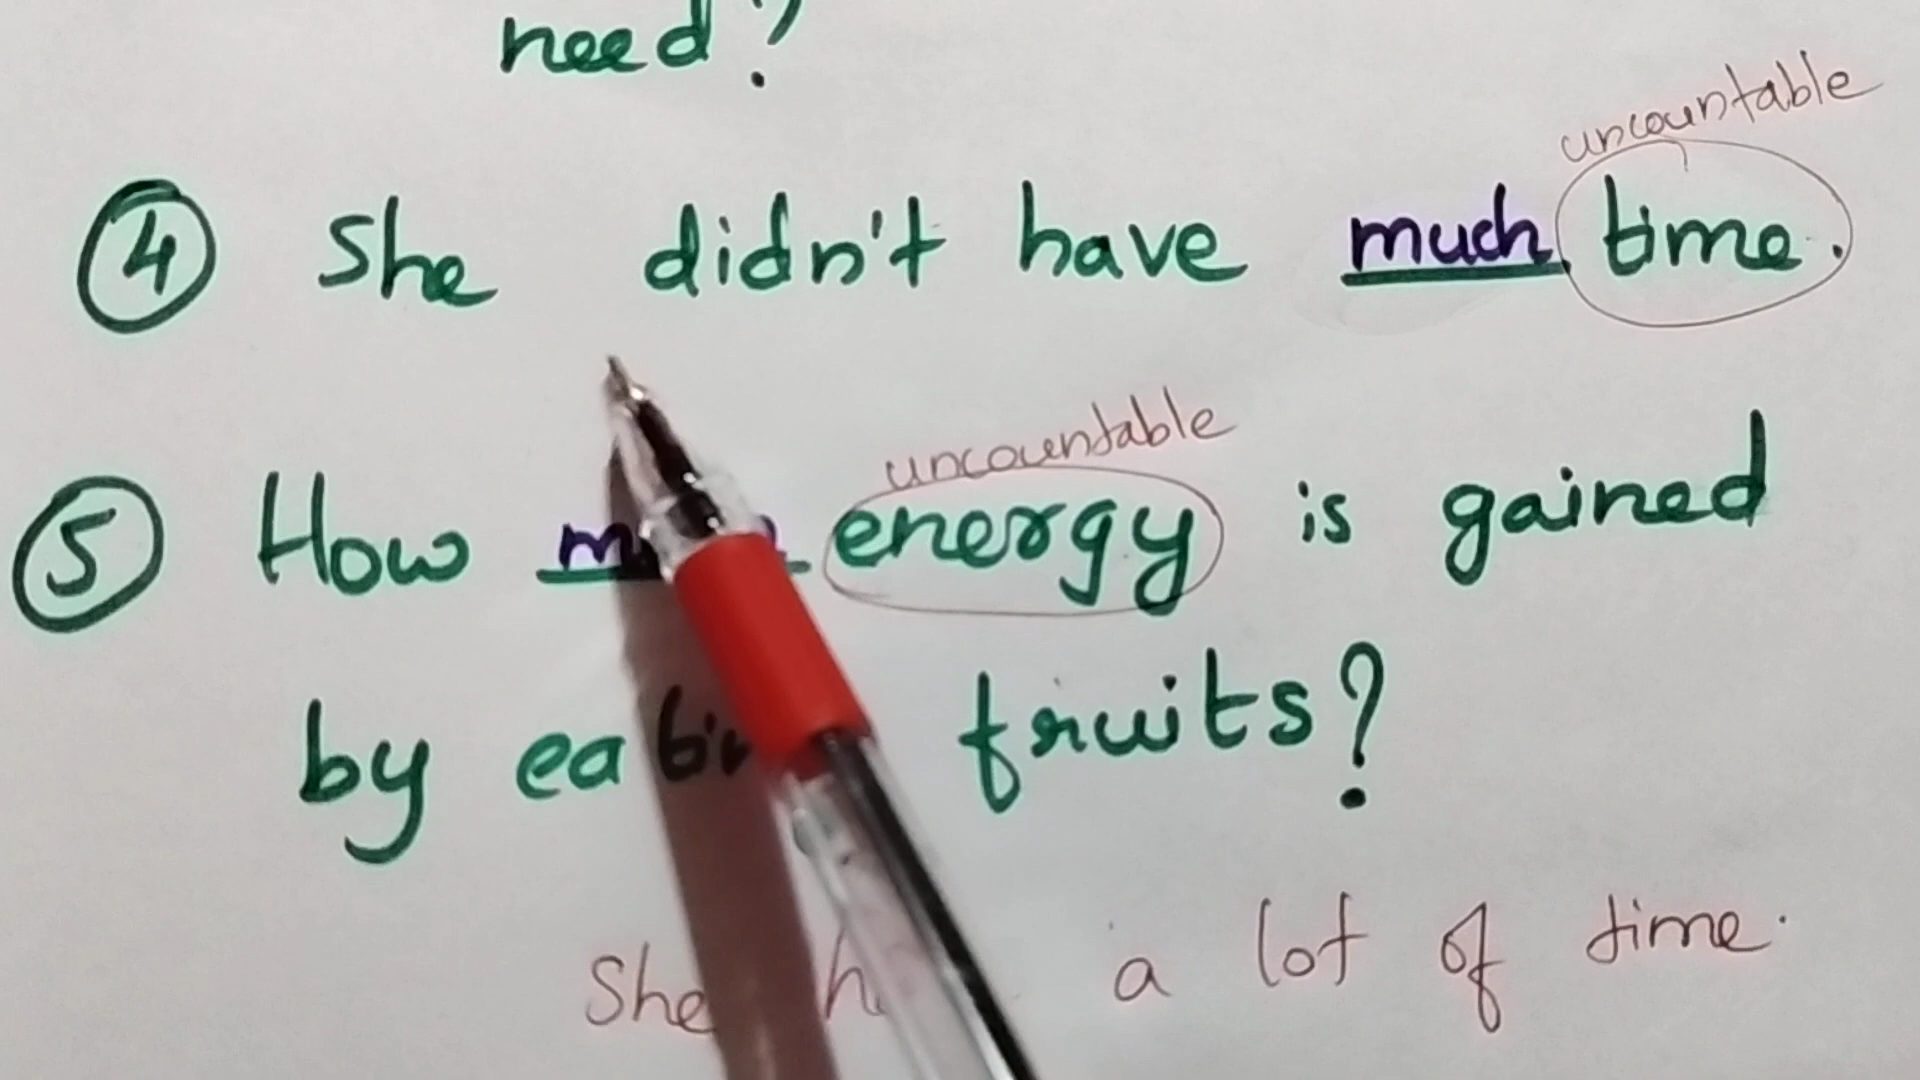 need?
uncountable
④ She didn't have much time.
uncountable
⑤ How energy is gained
by fruits?
She a lot of time.